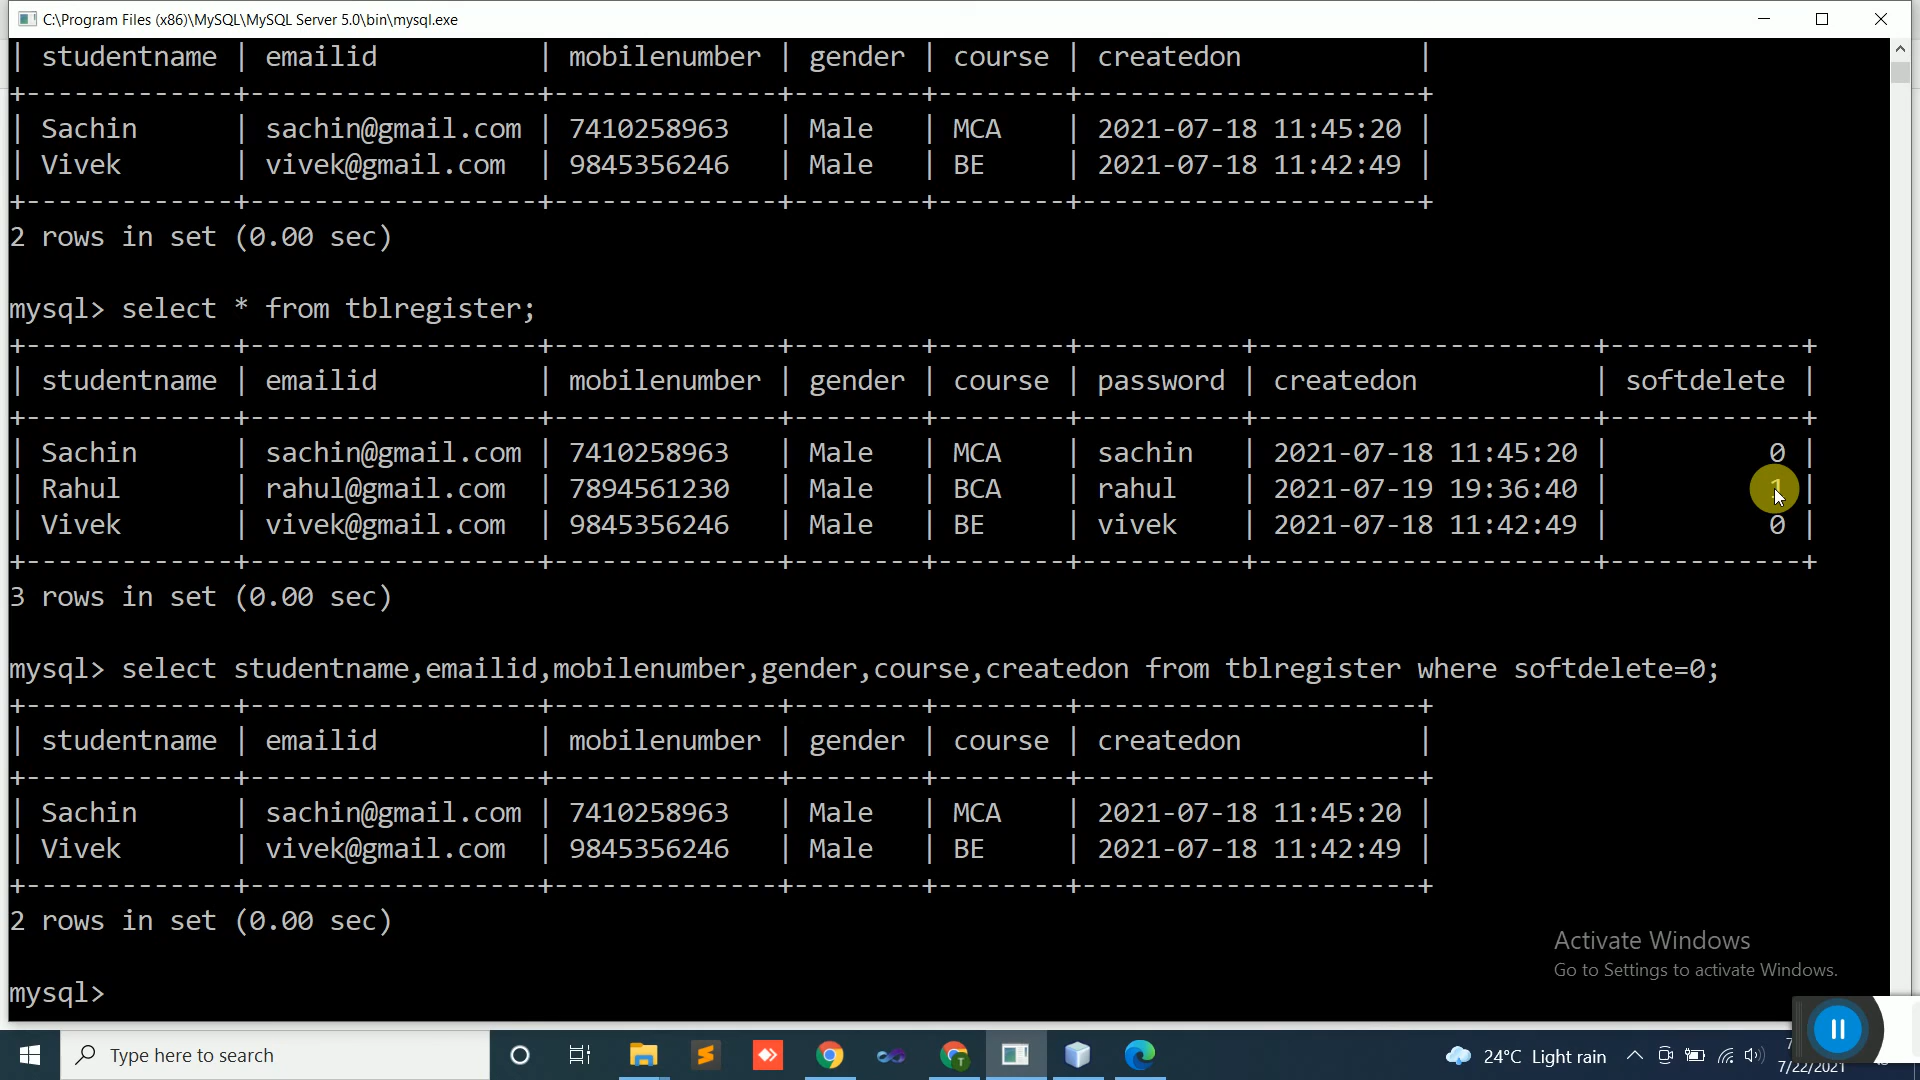 C:\Program Files (x86)\MySQL\MySQL Server 5.0\bin\mysql.exe
| studentname | emailid          | mobilenumber | gender | course | createdon           |
+-------------+------------------+--------------+--------+--------+---------------------+
| Sachin      | sachin@gmail.com | 7410258963   | Male   | MCA    | 2021-07-18 11:45:20 |
| Vivek       | vivek@gmail.com  | 9845356246   | Male   | BE     | 2021-07-18 11:42:49 |
+-------------+------------------+--------------+--------+--------+---------------------+
2 rows in set (0.00 sec)
mysql> select * from tblregister;
+-------------+------------------+--------------+--------+--------+----------+---------------------+------------+
| studentname | emailid          | mobilenumber | gender | course | password | createdon           | softdelete |
+-------------+------------------+--------------+--------+--------+----------+---------------------+------------+
| Sachin      | sachin@gmail.com | 7410258963   | Male   | MCA    | sachin   | 2021-07-18 11:45:20 |          0 |
| Rahul       | rahul@gmail.com  | 7894561230   | Male   | BCA    | rahul    | 2021-07-19 19:36:40 |          1 |
| Vivek       | vivek@gmail.com  | 9845356246   | Male   | BE     | vivek    | 2021-07-18 11:42:49 |          0 |
+-------------+------------------+--------------+--------+--------+----------+---------------------+------------+
3 rows in set (0.00 sec)
mysql> select studentname,emailid,mobilenumber,gender,course,createdon from tblregister where softdelete=0;
+-------------+------------------+--------------+--------+--------+---------------------+
| studentname | emailid          | mobilenumber | gender | course | createdon           |
+-------------+------------------+--------------+--------+--------+---------------------+
| Sachin      | sachin@gmail.com | 7410258963   | Male   | MCA    | 2021-07-18 11:45:20 |
| Vivek       | vivek@gmail.com  | 9845356246   | Male   | BE     | 2021-07-18 11:42:49 |
+-------------+------------------+--------------+--------+--------+---------------------+
2 rows in set (0.00 sec)
Activate Windows
Go to Settings to activate Windows.
mysql>
Type here to search
24°C Light rain
7/22/2021